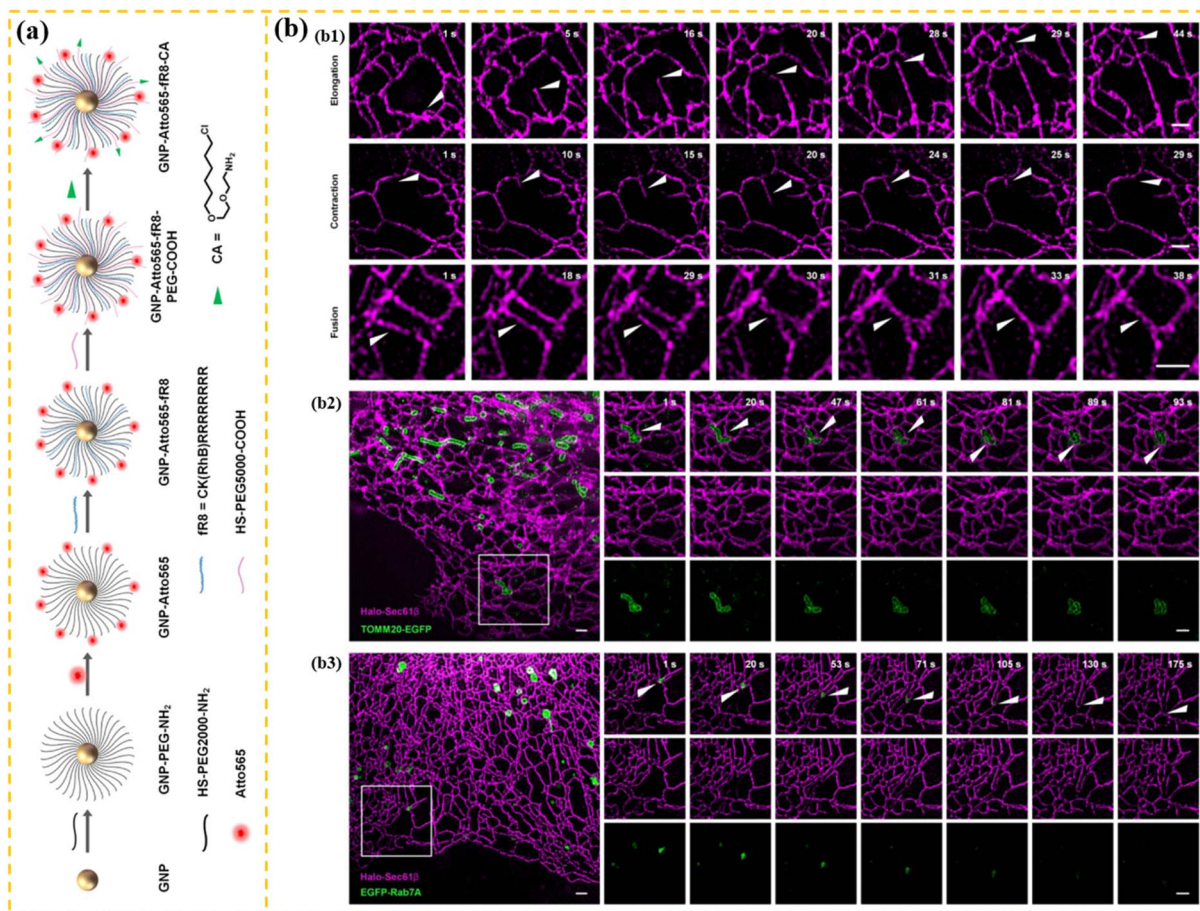 (a)
GNP
GNP-PEG-NH₂
GNP-Atto565
GNP-Atto565-fR8
GNP-Atto565-fR8-
PEG-COOH
GNP-Atto565-fR8-CA
HS-PEG2000-NH₂
fR8 = CK(RhB)RRRRRRRR
CA =
O
O
NH₂
Cl
Atto565
HS-PEG5000-COOH
(b)
(b1)
Elongation
1 s
5 s
16 s
20 s
28 s
29 s
44 s
Contraction
1 s
10 s
15 s
20 s
24 s
25 s
29 s
Fusion
1 s
18 s
29 s
30 s
31 s
33 s
38 s
(b2)
Halo-Sec61β
TOMM20-EGFP
1 s
20 s
47 s
61 s
81 s
89 s
93 s
(b3)
Halo-Sec61β
EGFP-Rab7A
1 s
20 s
53 s
71 s
105 s
130 s
175 s